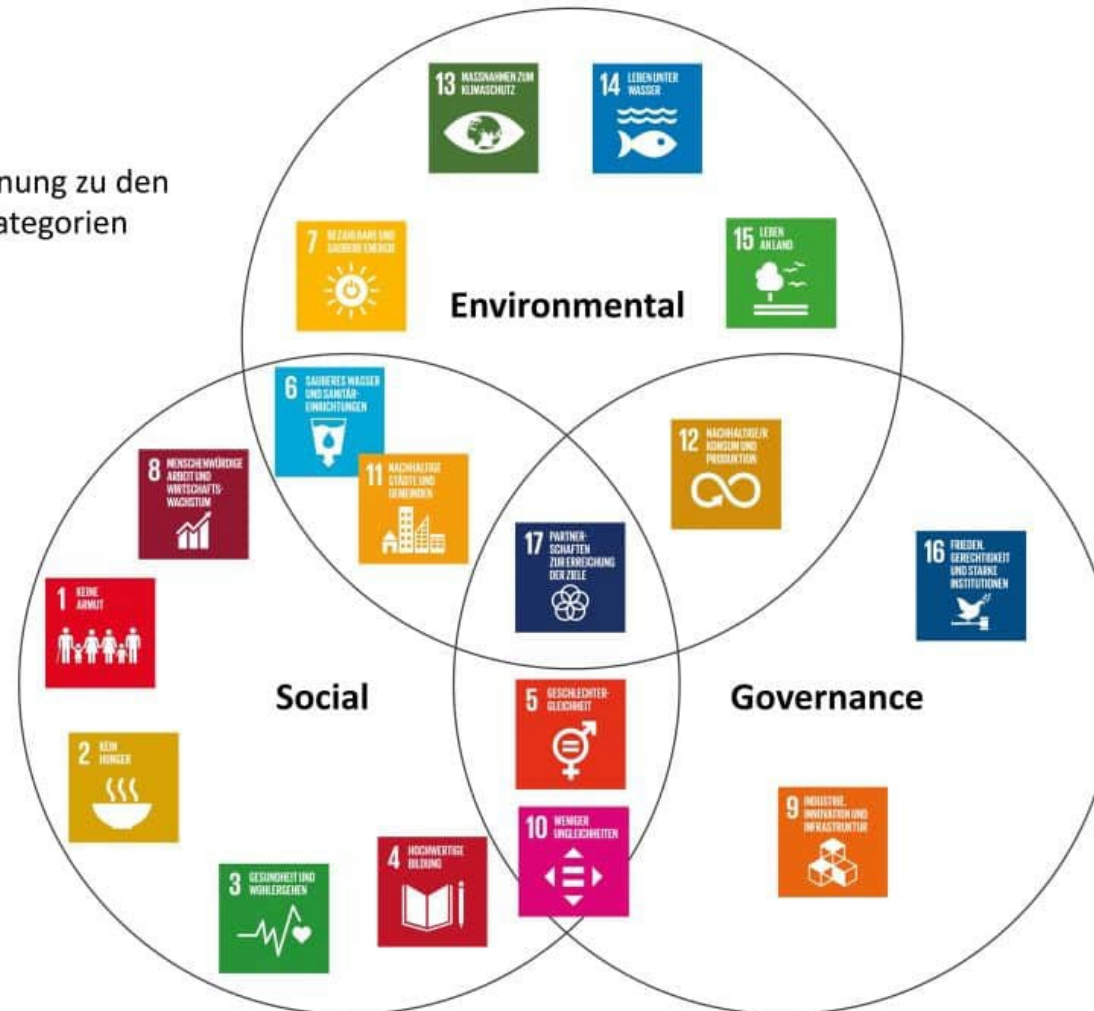 nung zu den
ategorien
13 MASSNAHMEN ZUM
KLIMASCHUTZ
14 LEBEN UNTER
WASSER
7 BEZAHLBARE UND
SAUBERE ENERGIE
15 LEBEN
AN LAND
Environmental
6 SAUBERES WASSER
UND SANITÄR-
EINRICHTUNGEN
12 NACHHALTIGE/R
KONSUM UND
PRODUKTION
8 MENSCHENWÜRDIGE
ARBEIT UND
WIRTSCHAFTS-
WACHSTUM
11 NACHHALTIGE
STÄDTE UND
GEMEINDEN
17 PARTNER-
SCHAFTEN
ZUR ERREICHUNG
DER ZIELE
16 FRIEDEN,
GERECHTIGKEIT
UND STARKE
INSTITUTIONEN
1 KEINE
ARMUT
Social
5 GESCHLECHTER-
GLEICHHEIT
Governance
2 KEIN
HUNGER
9 INDUSTRIE,
INNOVATION UND
INFRASTRUKTUR
10 WENIGER
UNGLEICHHEITEN
4 HOCHWERTIGE
BILDUNG
3 GESUNDHEIT UND
WOHLERGEHEN